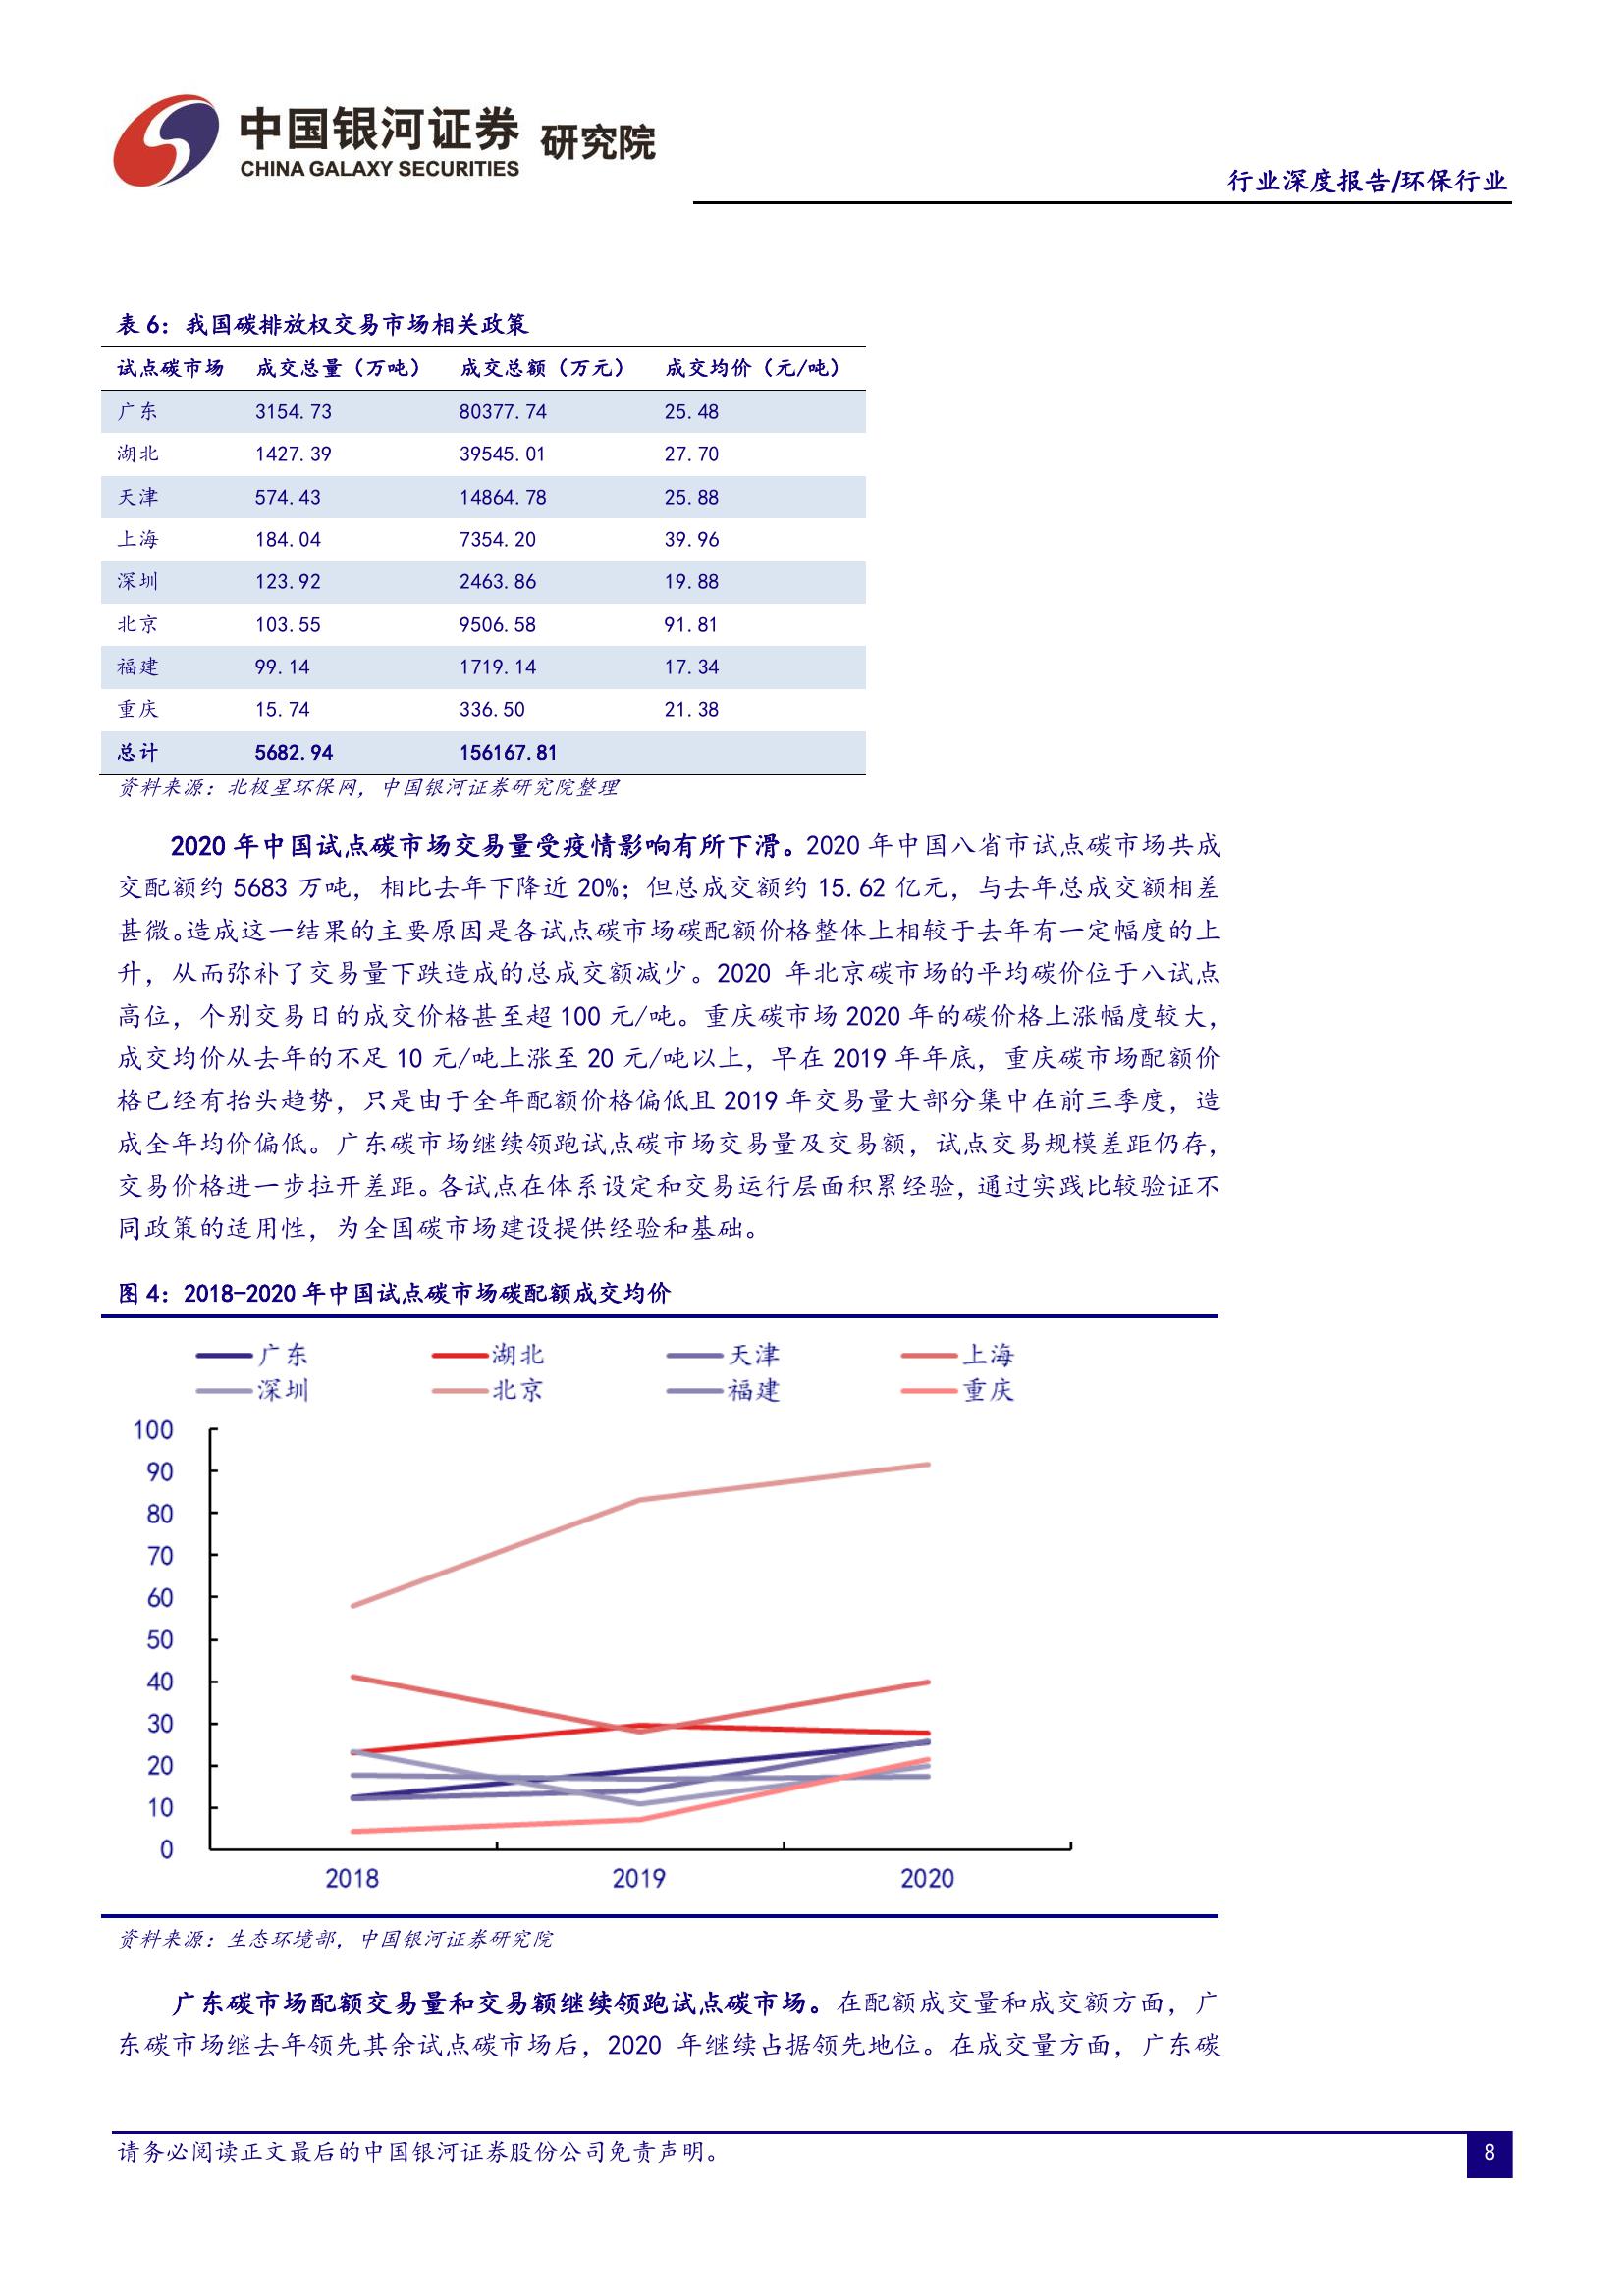 中国银河证券 研究院
CHINA GALAXY SECURITIES
行业深度报告/环保行业
表 6：我国碳排放权交易市场相关政策
试点碳市场 成交总量（万吨） 成交总额（万元） 成交均价（元/吨）
广东 3154.73 80377.74 25.48
湖北 1427.39 39545.01 27.70
天津 574.43 14864.78 25.88
上海 184.04 7354.20 39.96
深圳 123.92 2463.86 19.88
北京 103.55 9506.58 91.81
福建 99.14 1719.14 17.34
重庆 15.74 336.50 21.38
总计 5682.94 156167.81
资料来源：北极星环保网，中国银河证券研究院整理
2020 年中国试点碳市场交易量受疫情影响有所下滑。2020 年中国八省市试点碳市场共成
交配额约 5683 万吨，相比去年下降近 20%；但总成交额约 15.62 亿元，与去年总成交额相差
甚微。造成这一结果的主要原因是各试点碳市场碳配额价格整体上相较于去年有一定幅度的上
升，从而弥补了交易量下跌造成的总成交额减少。2020 年北京碳市场的平均碳价位于八试点
高位，个别交易日的成交价格甚至超 100 元/吨。重庆碳市场 2020 年的碳价格上涨幅度较大，
成交均价从去年的不足 10 元/吨上涨至 20 元/吨以上，早在 2019 年年底，重庆碳市场配额价
格已经有抬头趋势，只是由于全年配额价格偏低且 2019 年交易量大部分集中在前三季度，造
成全年均价偏低。广东碳市场继续领跑试点碳市场交易量及交易额，试点交易规模差距仍存，
交易价格进一步拉开差距。各试点在体系设定和交易运行层面积累经验，通过实践比较验证不
同政策的适用性，为全国碳市场建设提供经验和基础。
图 4：2018-2020 年中国试点碳市场碳配额成交均价
广东 湖北 天津 上海
深圳 北京 福建 重庆
100
90
80
70
60
50
40
30
20
10
0
2018 2019 2020
资料来源：生态环境部，中国银河证券研究院
广东碳市场配额交易量和交易额继续领跑试点碳市场。在配额成交量和成交额方面，广
东碳市场继去年领先其余试点碳市场后，2020 年继续占据领先地位。在成交量方面，广东碳
请务必阅读正文最后的中国银河证券股份公司免责声明。
8